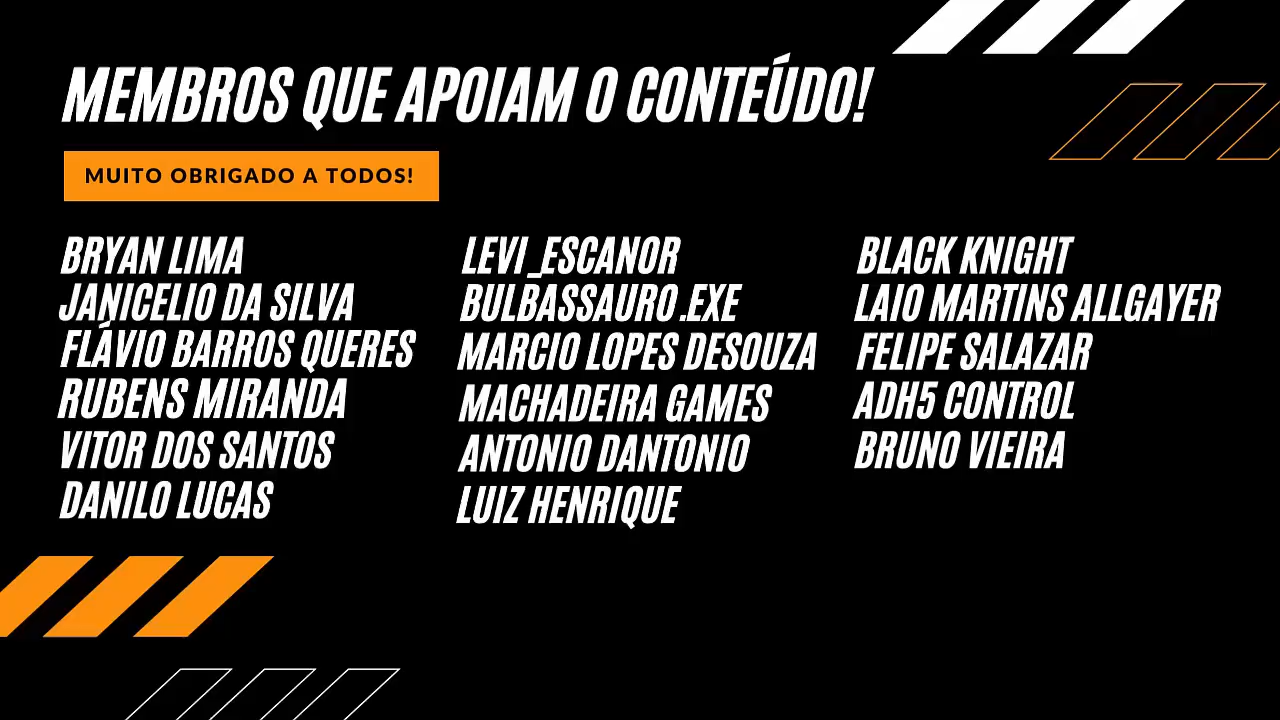 MEMBROS QUE APOIAM O CONTEÚDO!
MUITO OBRIGADO A TODOS!
BRYAN LIMA
JANICELIO DA SILVA
FLÁVIO BARROS QUERES
RUBENS MIRANDA
VITOR DOS SANTOS
DANILO LUCAS
LEVI_ESCANOR
BULBASSAURO.EXE
MARCIO LOPES DESOUZA
MACHADEIRA GAMES
ANTONIO DANTONIO
LUIZ HENRIQUE
BLACK KNIGHT
LAIO MARTINS ALLGAYER
FELIPE SALAZAR
ADH5 CONTROL
BRUNO VIEIRA